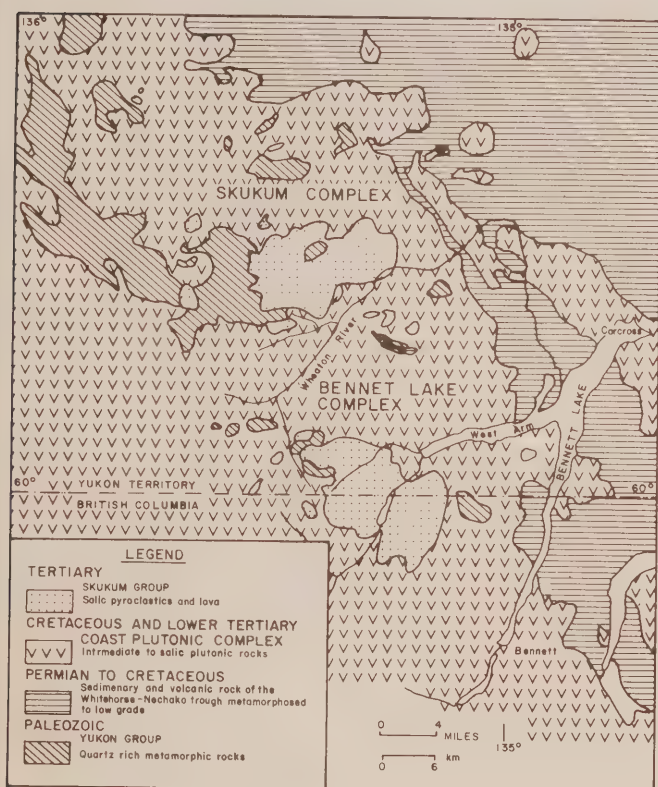 136°
135°
SKUKUM COMPLEX
Wheaton River
Carcross
BENNET LAKE
COMPLEX
West Arm
BENNETT LAKE
60° YUKON TERRITORY 60°
BRITISH COLUMBIA
LEGEND
TERTIARY
SKUKUM GROUP
Salic pyroclastics and lava
CRETACEOUS AND LOWER TERTIARY
COAST PLUTONIC COMPLEX
Intrmediate to salic plutonic rocks
Bennett
PERMIAN TO CRETACEOUS
Sedimenary and volcanic rock of the
Whitehorse-Nechako trough metamorphosed
to low grade
PALEOZOIC
YUKON GROUP
Quartz rich metamorphic rocks
0 4
MILES
135°
km
0 6